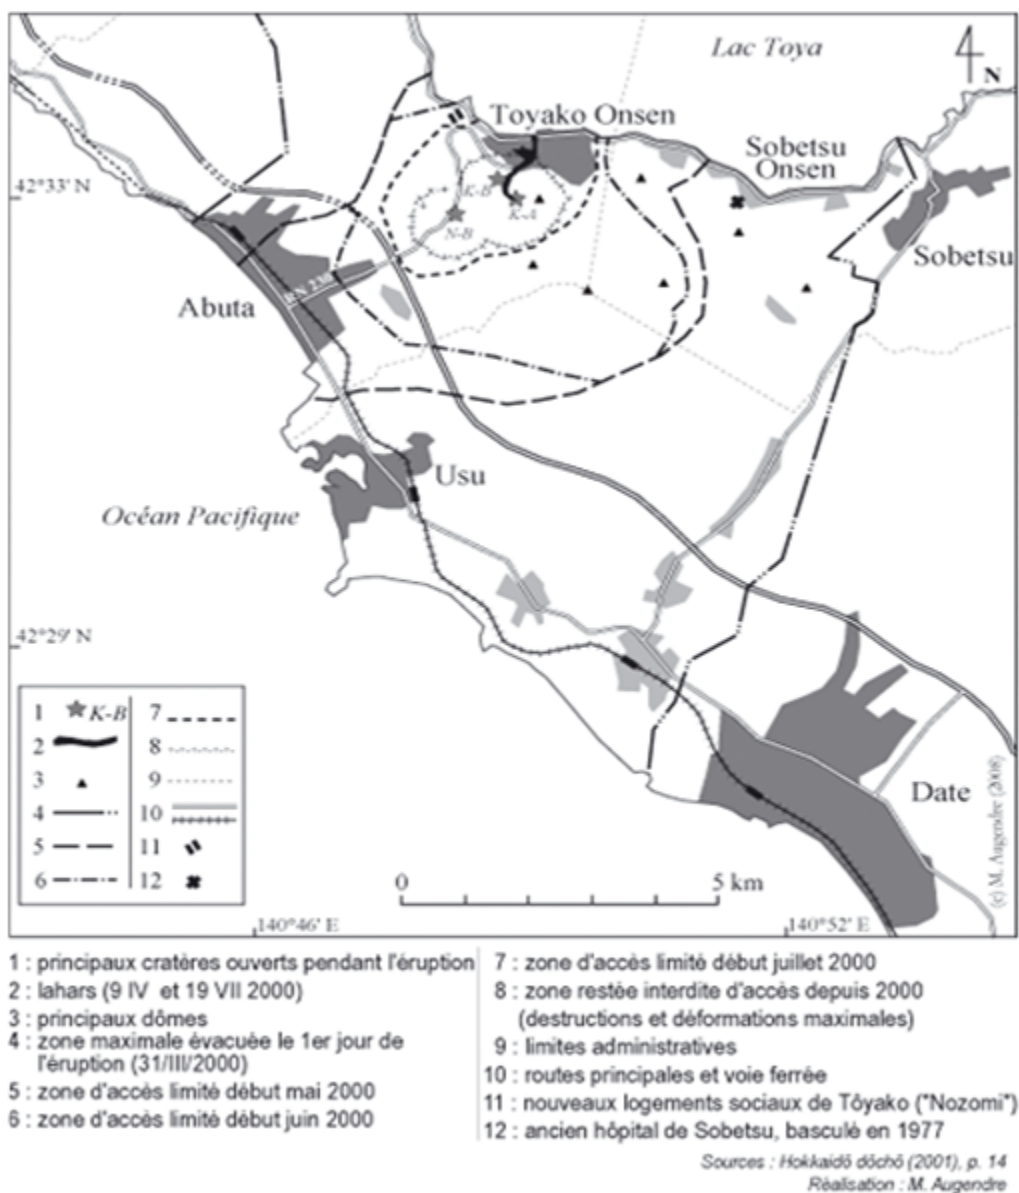 Lac Toya
N
Toyako Onsen
Sobetsu
Onsen
42°33' N
K-B
K-A
N-B
Sobetsu
RN 230
Abuta
Usu
Océan Pacifique
42°29' N
1 K-B
2
3
4
5
6
7
8
9
10
11
12
Date
0 5 km
(c) M. Augendre (2008)
140°46' E
140°52' E
1 : principaux cratères ouverts pendant l'éruption
2 : lahars (9 IV et 19 VII 2000)
3 : principaux dômes
4 : zone maximale évacuée le 1er jour de
l'éruption (31/III/2000)
5 : zone d'accès limité début mai 2000
6 : zone d'accès limité début juin 2000
7 : zone d'accès limité début juillet 2000
8 : zone restée interdite d'accès depuis 2000
(destructions et déformations maximales)
9 : limites administratives
10 : routes principales et voie ferrée
11 : nouveaux logements sociaux de Tôyako ("Nozomi")
12 : ancien hôpital de Sobetsu, basculé en 1977
Sources : Hokkaidô dôchô (2001), p. 14
Réalisation : M. Augendre